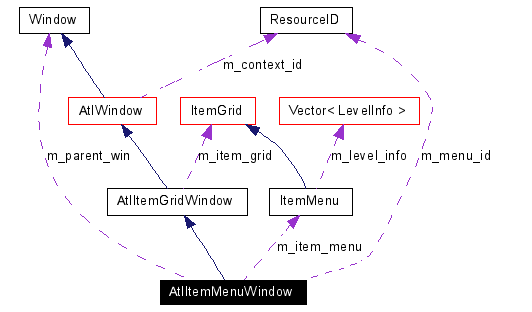 Window
ResourceID
m_context_id
AtlWindow
ItemGrid
Vector< LevelInfo >
m_parent_win
m_item_grid
m_level_info
m_menu_id
AtlItemGridWindow
ItemMenu
m_item_menu
AtlItemMenuWindow